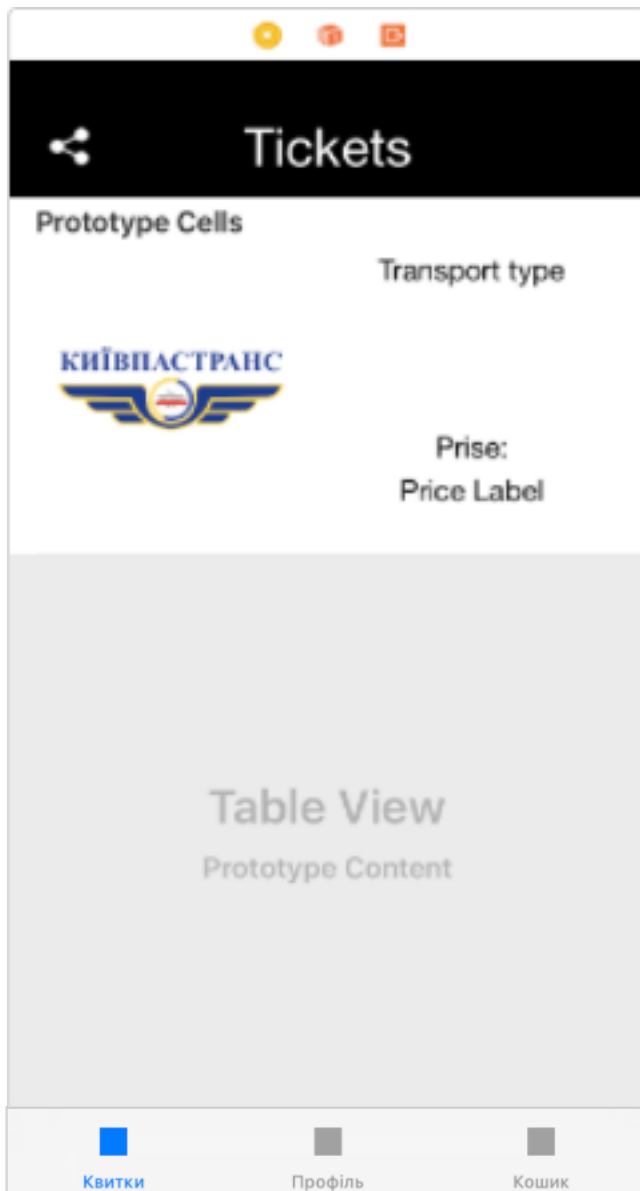 Tickets
Prototype Cells
Transport type
КИЇВПАСТРАНС
Prise:
Price Label
Table View
Prototype Content
Квитки
Профіль
Кошик